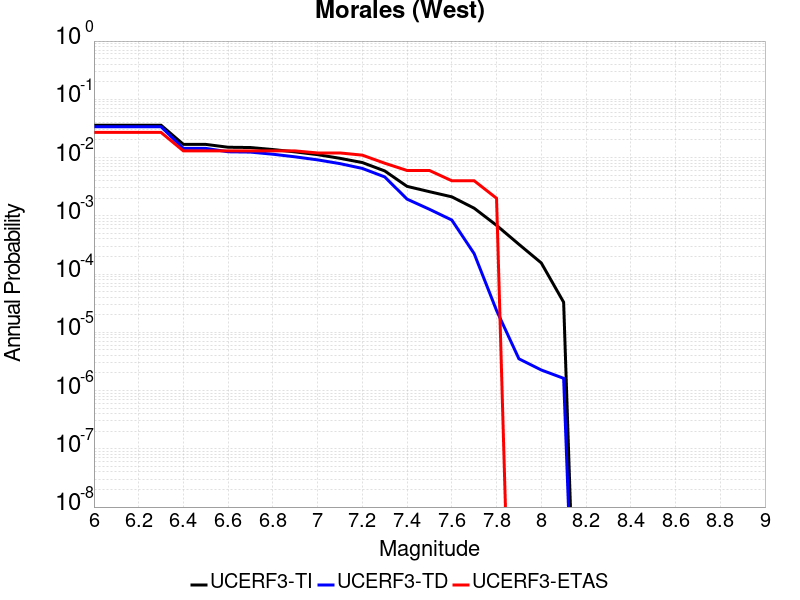 Morales (West)
10^0
10^-1
10^-2
10^-3
10^-4
10^-5
10^-6
10^-7
10^-8
Annual Probability
6 6.2 6.4 6.6 6.8 7 7.2 7.4 7.6 7.8 8 8.2 8.4 8.6 8.8 9
Magnitude
UCERF3-TI UCERF3-TD UCERF3-ETAS